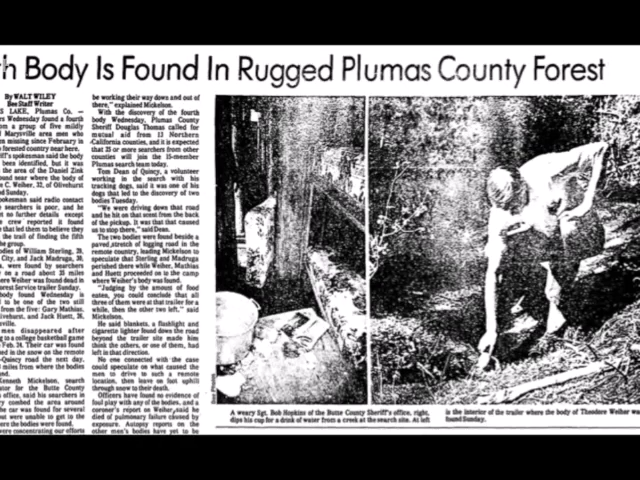 h Body Is Found In Rugged Plumas County Forest
By WALT WILEY
Bee Staff Writer
S LAKE, Plumas Co. —
rs Wednesday found a fourth
om a group of five mildly
d Marysville area men who
n missing since February in
forested county near here.
iff's spokesman said the body
been identified, but it was
the area of the Daniel Zink
ound near where the body of
e C. Weiher, 32, of Olivehurst
d Sunday.
okesman said radio contact
e searchers is poor, and he
t no further details except
e crew reported it found
e that led them to believe they
the trail of finding the fifth
he group.
odies of William Sterling, 29,
City, and Jack Madruga, 30,
a, were found by searchers
on a road about 35 miles
ere Weiher was found dead in
orest Service trailer Sunday.
body found Wednesday is
d to be one of the two still
from the five: Gary Mathias,
livehurst, and Jack Huett,
sville.
men disappeared after
g to a college basketball game
Feb. 24. Their car was found
ed in the snow on the remote
-Quincy road the next day,
miles from where the bodies
nd.
Kenneth Mickelson, search
ator for the Butte County
office, said his searchers in
ry combed the area around
he car was found for several
ut were unable to get to the
ere the bodies were found.
were concentrating our efforts
be working their way down and out of
there," explained Mickelson.
With the discovery of the fourth
body Wednesday, Plumas County
Sheriff Douglas Thomas called for
mutual aid from 13 Northern
California counties, and it is expected
that 35 or more searchers from other
counties will join the 15-member
Plumas search team today.
Tom Dean of Quincy, a volunteer
working in the search with his
tracking dogs, said it was one of his
dogs that led to the discovery of two
bodies Tuesday.
"We were driving down that road
and he hit on that scent from the back
of the pickup. It was that that caused
us to stop there," said Dean.
The two bodies were found beside a
paved stretch of logging road in the
remote country, leading Mickelson to
speculate that Sterling and Madruga
perished there while Weiher, Mathias
and Huett proceeded on to the camp
where Weiher's body was found.
"Judging by the amount of food
eaten, you could conclude that all
three of them were at that trailer for a
while, then the other two left," said
Mickelson.
He said blankets, a flashlight and
cigarette lighter found down the road
beyond the trailer site made him
think the others, or one of them, had
left in that direction.
No one connected with the case
could speculate on what caused the
men to drive to such a remote
location, then leave on foot uphill
through snow to their death.
Officers have found no evidence of
foul play with any of the bodies, and a
coroner's report on Weiher said he
died of pulmonary failure caused by
exposure. Autopsy reports on the
other men's bodies have yet to be
A weary Sgt. Bob Hopkins of the Butte County Sheriff's office, right,
dips his cup for a drink of water from a creek at the search site. At left
is the interior of the trailer where the body of Theodore Weiher wa
found Sunday.